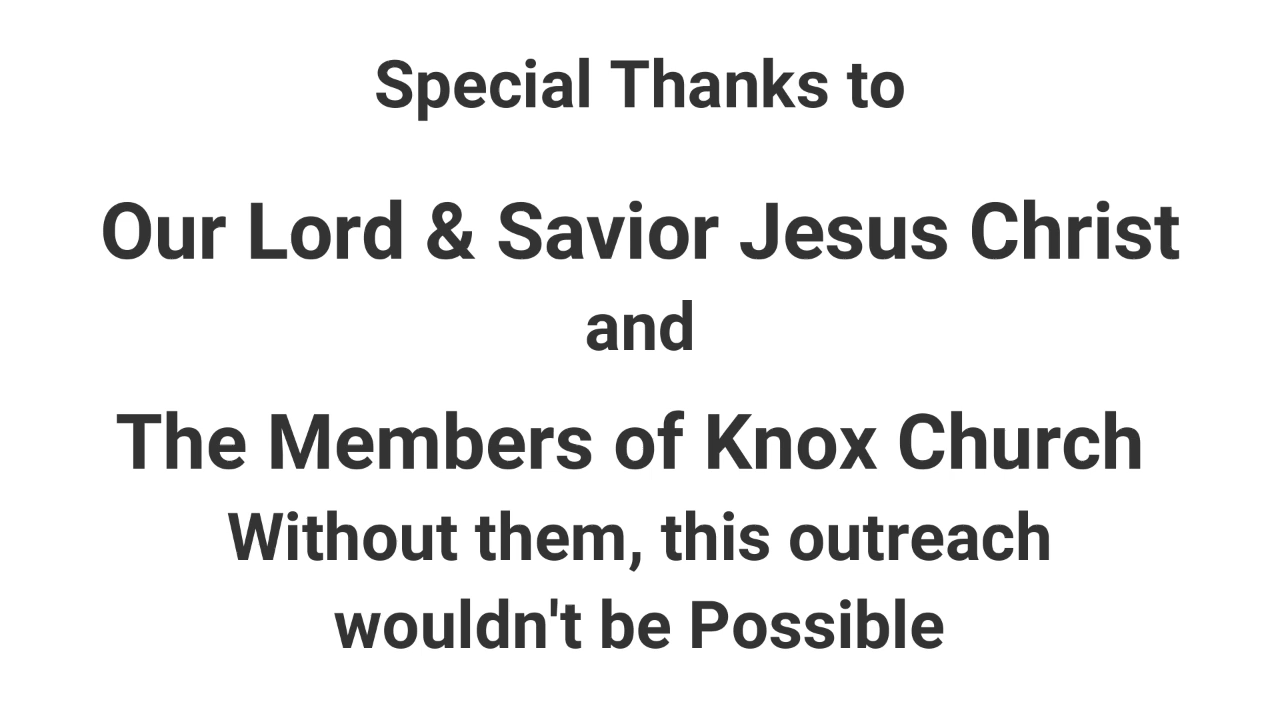 Special Thanks to
Our Lord & Savior Jesus Christ
and
The Members of Knox Church
Without them, this outreach
wouldn't be Possible